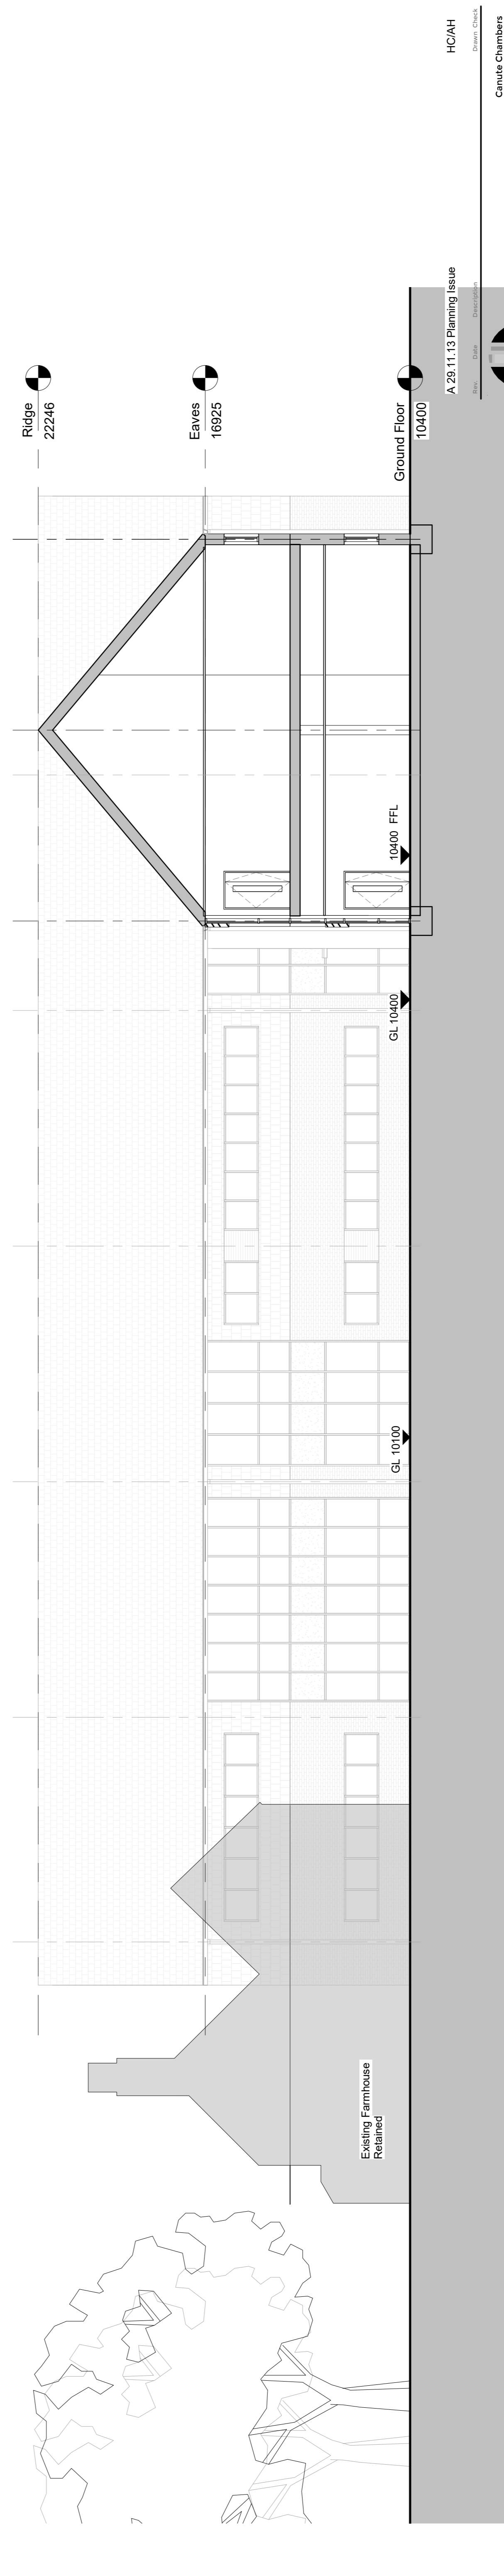 Ridge
22246
Eaves
16925
Ground Floor
10400
10400 FFL
GL 10400
GL 10100
Existing Farmhouse
Retained
A 29.11.13 Planning Issue HC/AH
Rev. Date Description Drawn Check
Canute Chambers